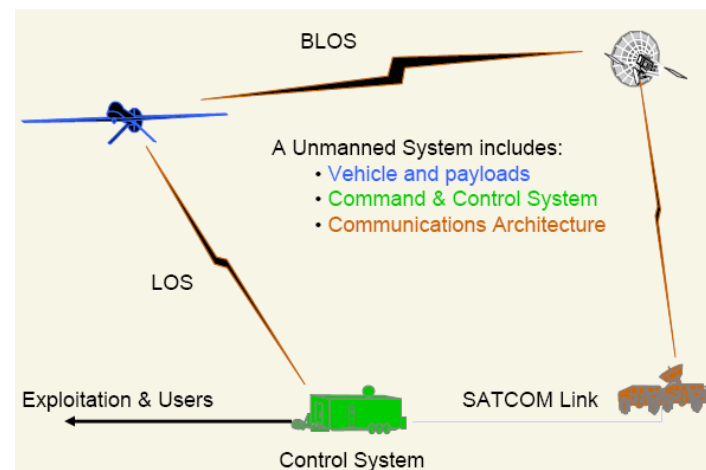 BLOS
A Unmanned System includes:
• Vehicle and payloads
• Command & Control System
• Communications Architecture
LOS
Exploitation & Users
SATCOM Link
Control System